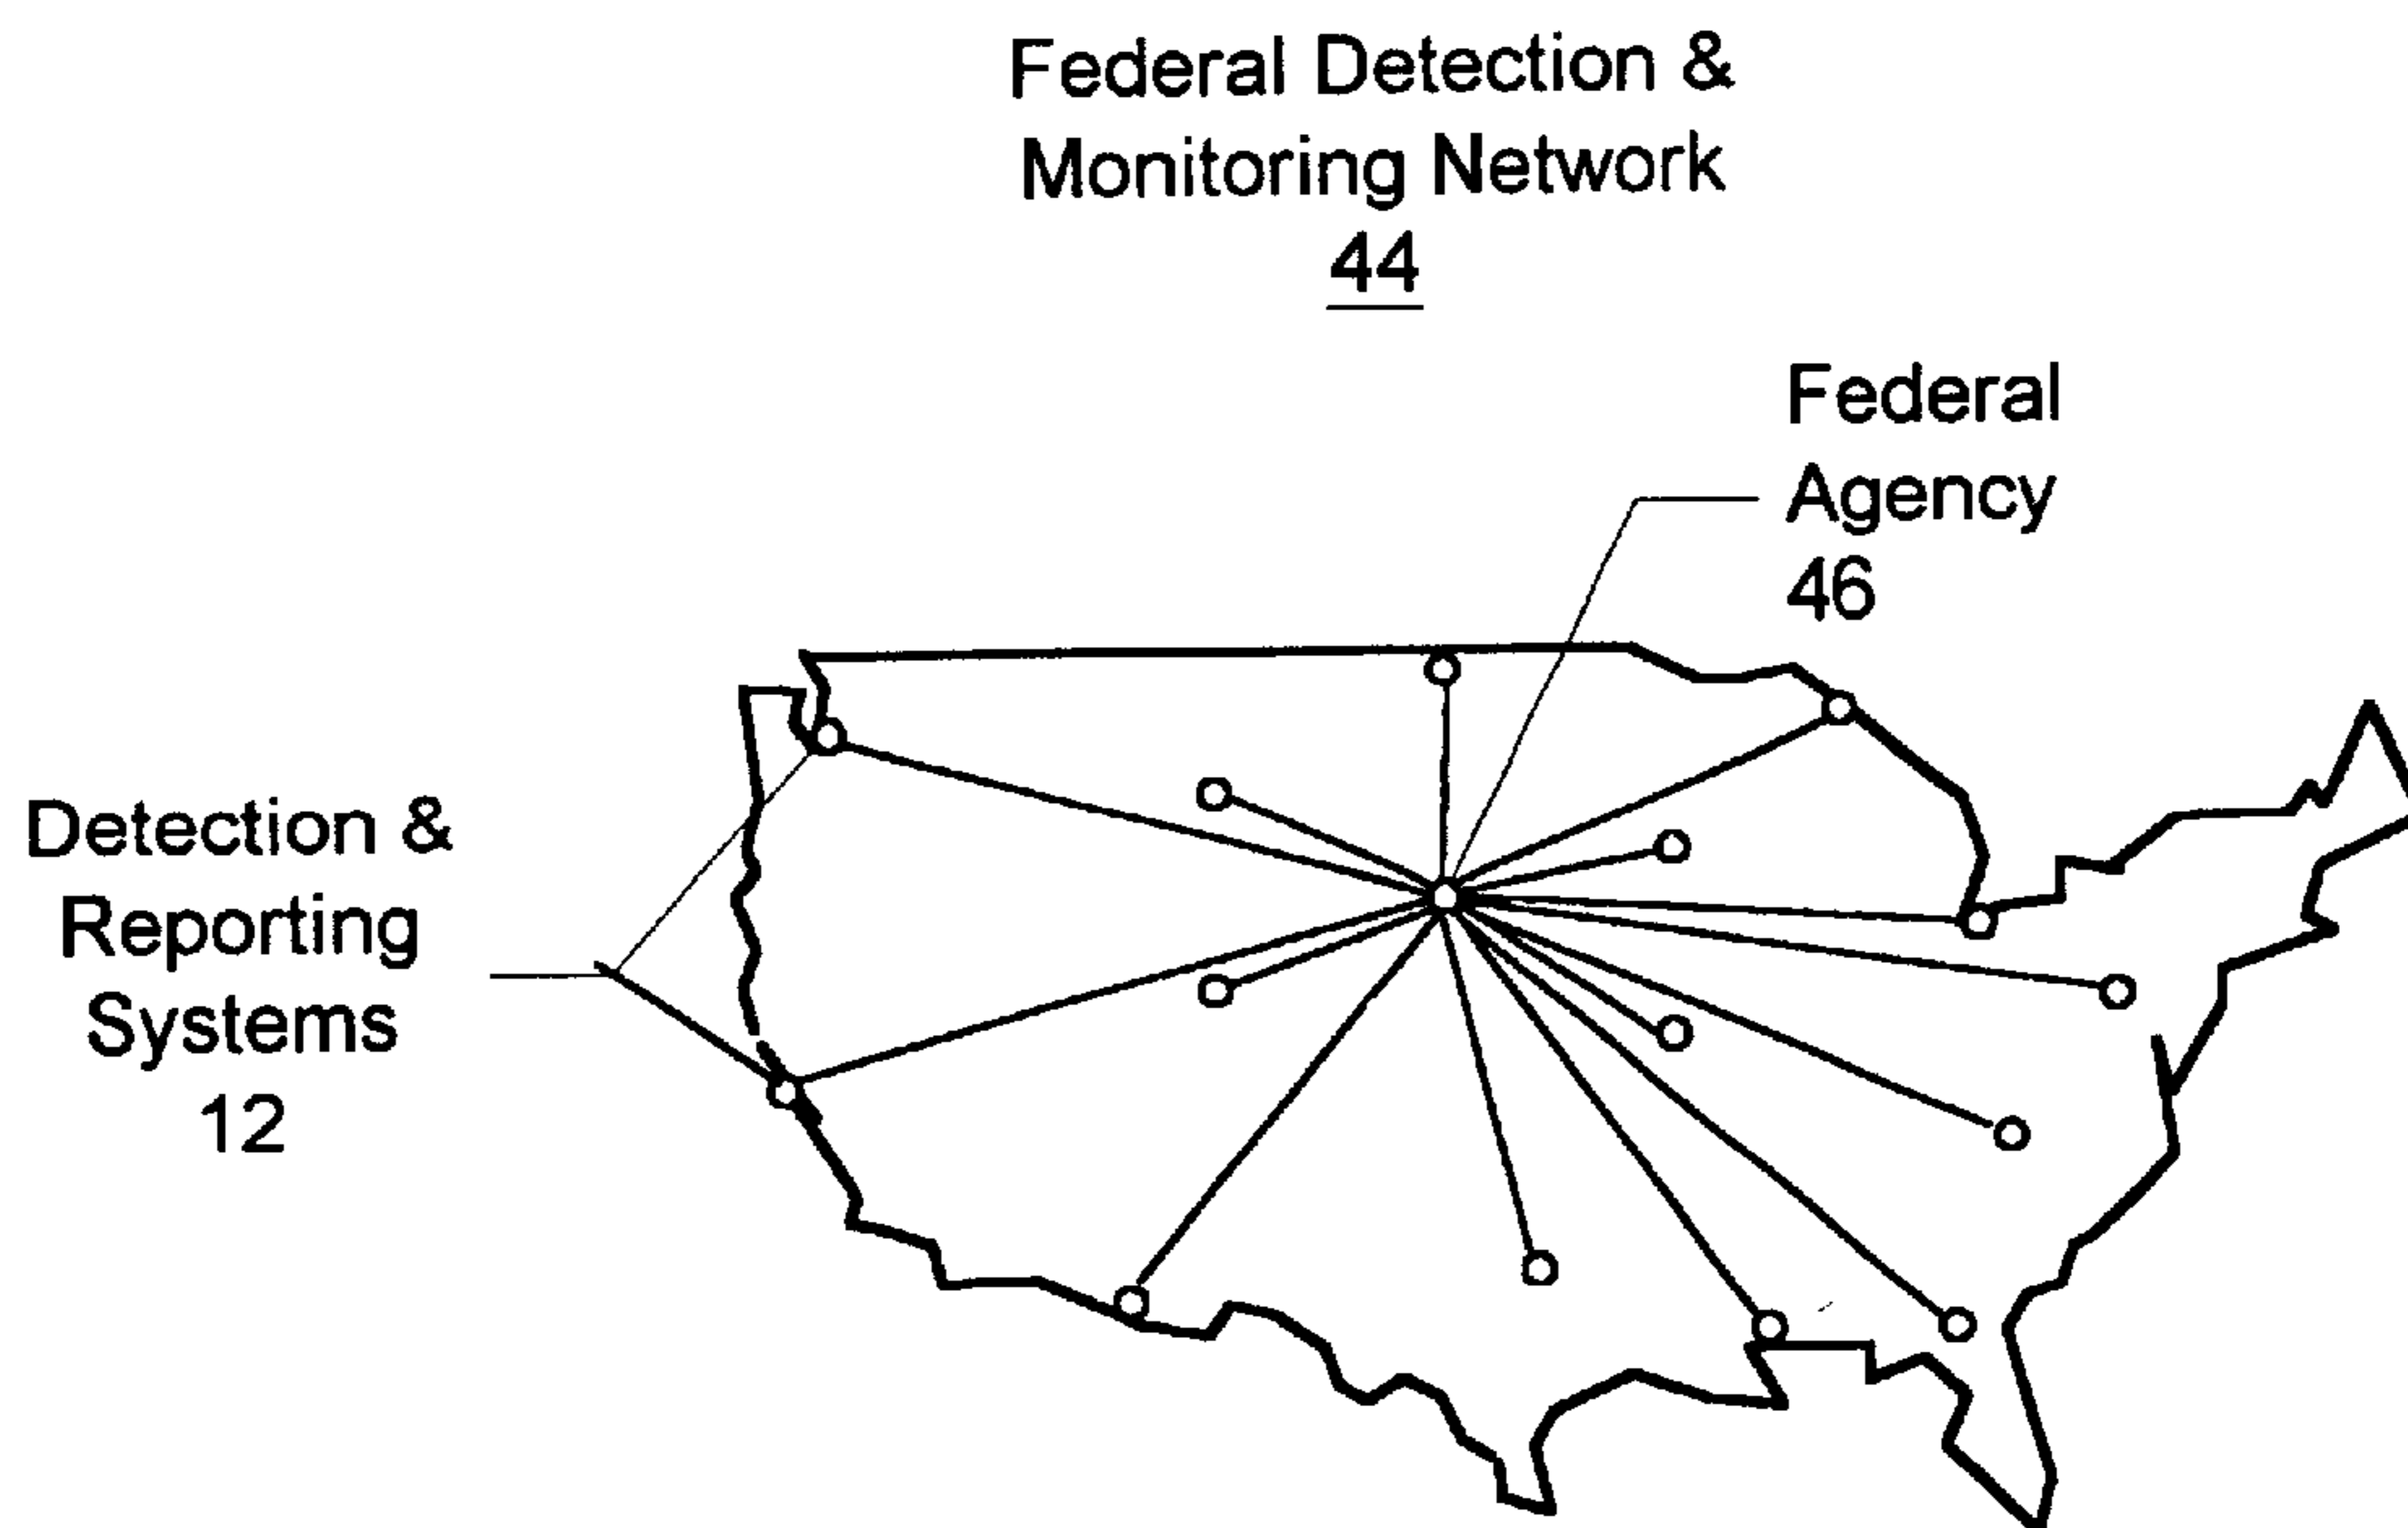 Federal Detection &
Monitoring Network
44
Federal
Agency
46
Detection &
Reporting
Systems
12